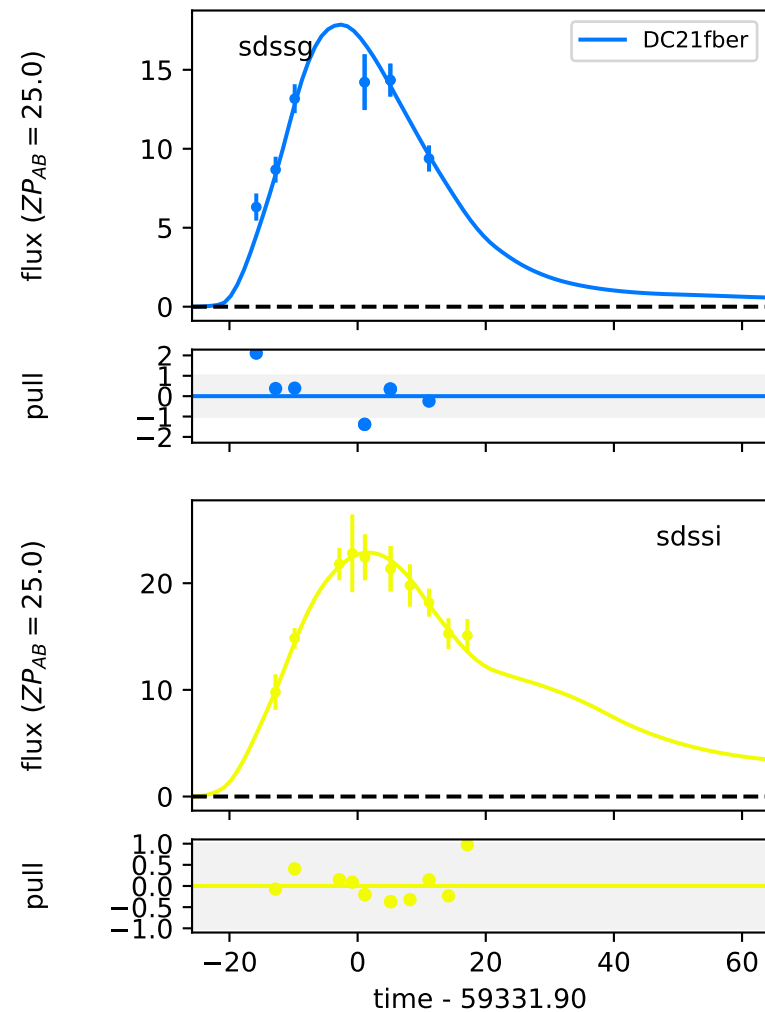 sdssg
DC21fber
flux ($ZP_{AB} = 25.0$)
15
10
5
0
pull
2
1
0
−1
−2
sdssi
flux ($ZP_{AB} = 25.0$)
20
10
0
pull
1.0
0.5
0.0
−0.5
−1.0
−20 0 20 40 60
time - 59331.90